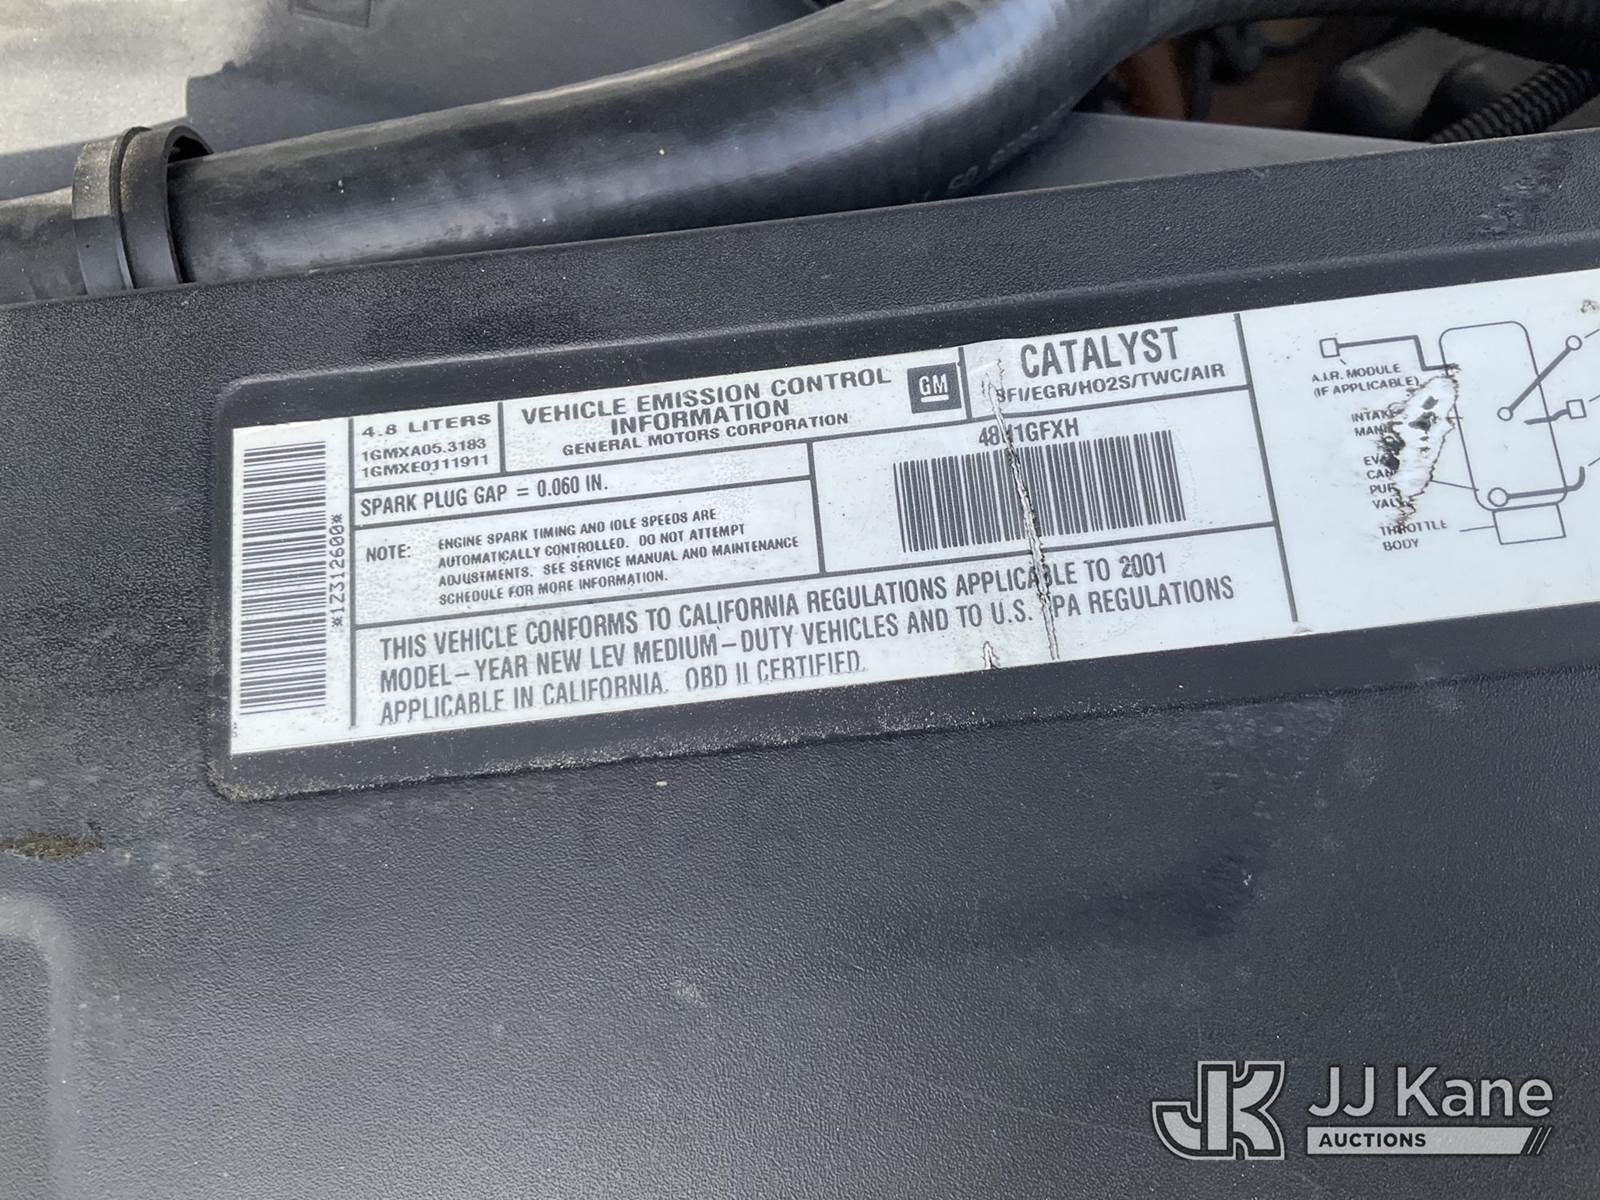 *12312600*
4.8 LITERS
1GMXA05.3183
1GMXE0111911
VEHICLE EMISSION CONTROL
INFORMATION
GENERAL MOTORS CORPORATION
GM
CATALYST
SFI/EGR/HO2S/TWC/AIR
SPARK PLUG GAP = 0.060 IN.
NOTE:
ENGINE SPARK TIMING AND IDLE SPEEDS ARE
AUTOMATICALLY CONTROLLED. DO NOT ATTEMPT
ADJUSTMENTS. SEE SERVICE MANUAL AND MAINTENANCE
SCHEDULE FOR MORE INFORMATION.
THIS VEHICLE CONFORMS TO CALIFORNIA REGULATIONS APPLICABLE TO 2001
MODEL-YEAR NEW LEV MEDIUM-DUTY VEHICLES AND TO U.S. EPA REGULATIONS
APPLICABLE IN CALIFORNIA. OBD II CERTIFIED.
A.I.R. MODULE
(IF APPLICABLE)
THROTTLE
BODY
JK JJ Kane
AUCTIONS